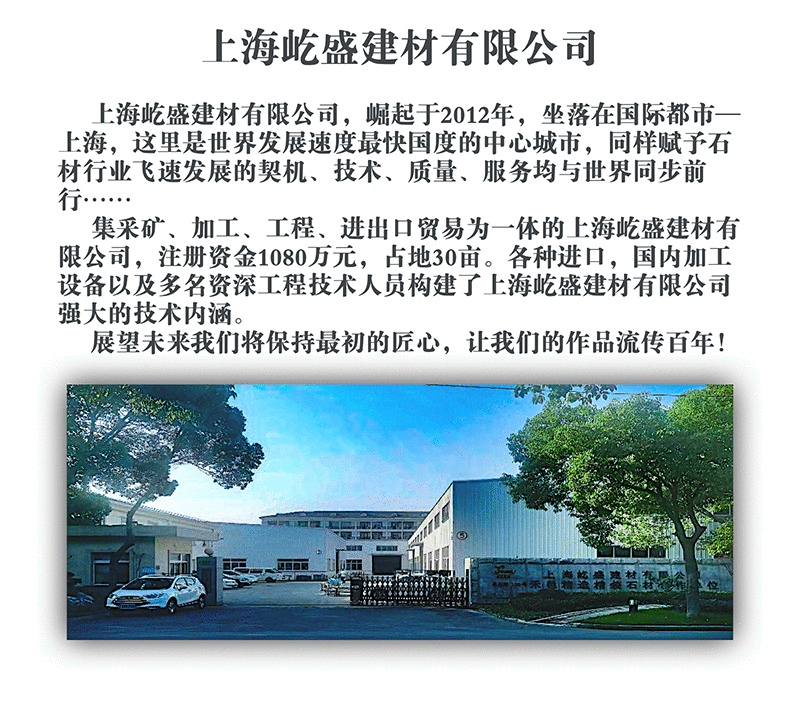 上海屹盛建材有限公司
上海屹盛建材有限公司，崛起于2012年，坐落在国际都市—
上海，这里是世界发展速度最快国度的中心城市，同样赋予石
材行业飞速发展的契机、技术、质量、服务均与世界同步前
行……
集采矿、加工、工程、进出口贸易为一体的上海屹盛建材有
限公司，注册资金1080万元，占地30亩。各种进口，国内加工
设备以及多名资深工程技术人员构建了上海屹盛建材有限公司
强大的技术内涵。
展望未来我们将保持最初的匠心，让我们的作品流传百年！
上海屹盛建材有限公